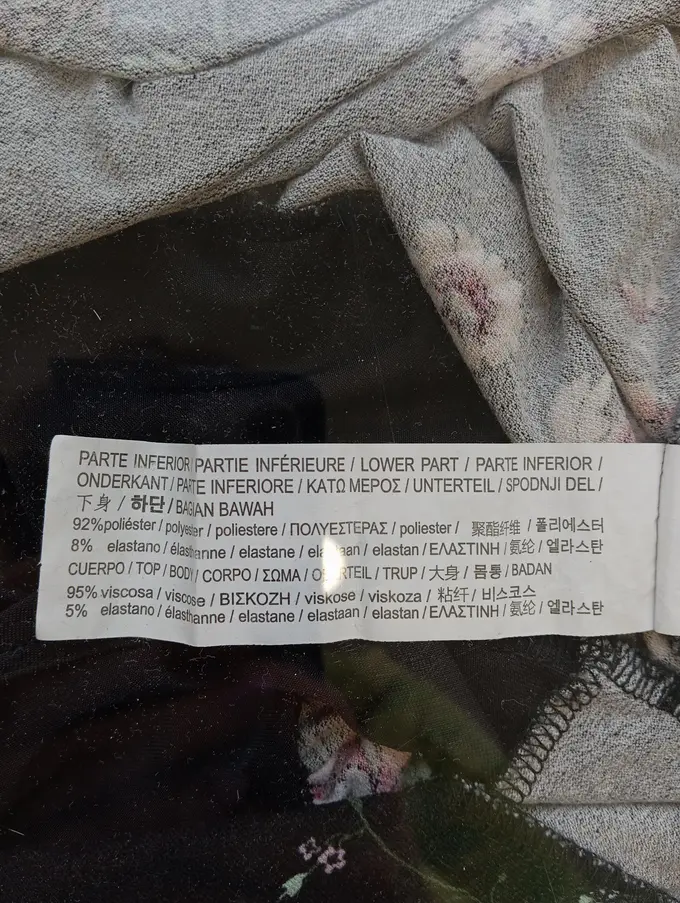 PARTE INFERIOR / PARTIE INFÉRIEURE / LOWER PART / PARTE INFERIOR /
ONDERKANT / PARTE INFERIORE / ΚΑΤΩ ΜΕΡΟΣ / UNTERTEIL / SPODNJI DEL /
下身 / 하단 / BAGIAN BAWAH
92%poliéster / polyester / poliestere / ΠΟΛΥΕΣΤΕΡΑΣ / poliester / 聚酯纤维 / 폴리에스터
8% elastano / élasthanne / elastane / elastaan / elastan / ΕΛΑΣΤΙΝΗ / 氨纶 / 엘라스탄
CUERPO / TOP / BODY / CORPO / ΣΩΜΑ / OBERTEIL / TRUP / 大身 / 몸통 / BADAN
95% viscosa / viscose / ΒΙΣΚΟΖΗ / viskose / viskoza / 粘纤 / 비스코스
5% elastano / élasthanne / elastane / elastaan / elastan / ΕΛΑΣΤΙΝΗ / 氨纶 / 엘라스탄